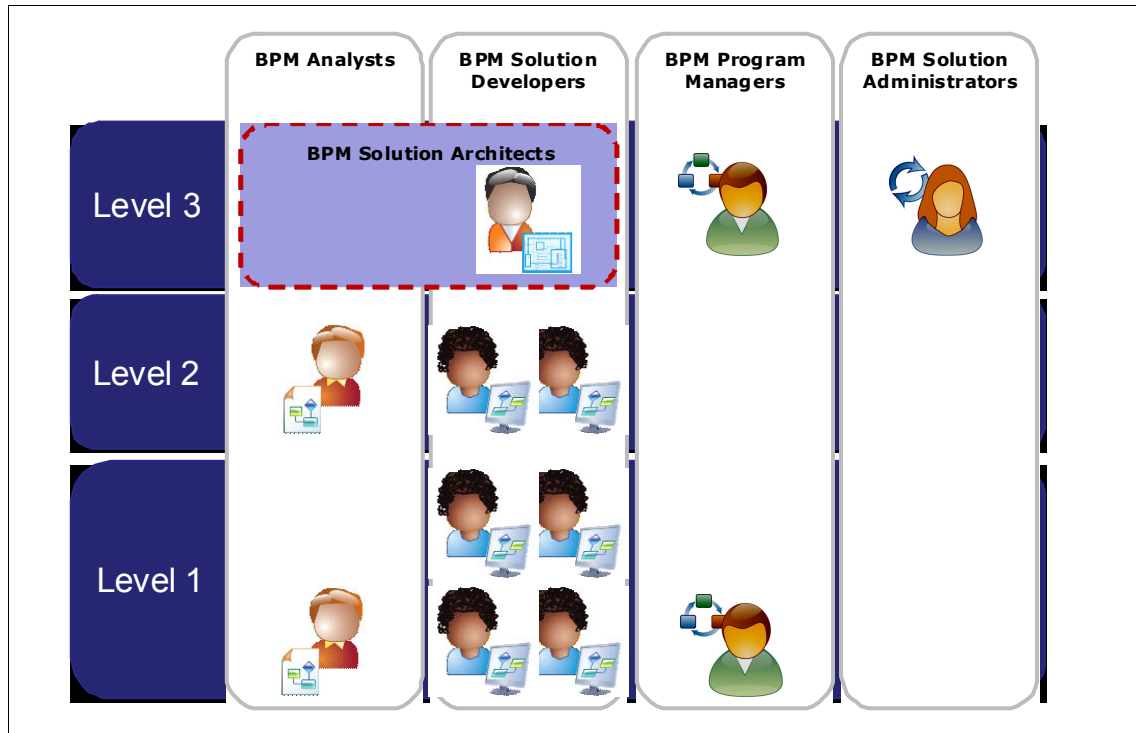 BPM Analysts
BPM Solution
Developers
BPM Program
Managers
BPM Solution
Administrators
BPM Solution Architects
Level 3
Level 2
Level 1